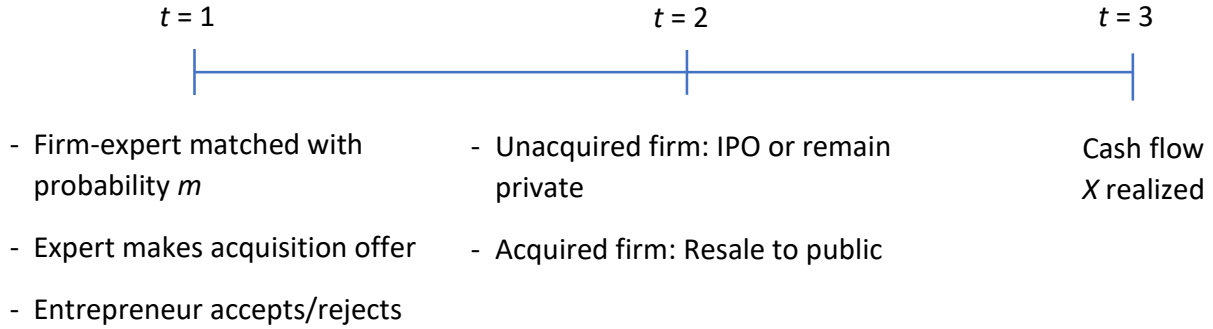 t = 1
t = 2
t = 3
- Firm-expert matched with
probability m
- Expert makes acquisition offer
- Entrepreneur accepts/rejects
- Unacquired firm: IPO or remain
private
- Acquired firm: Resale to public
Cash flow
X realized